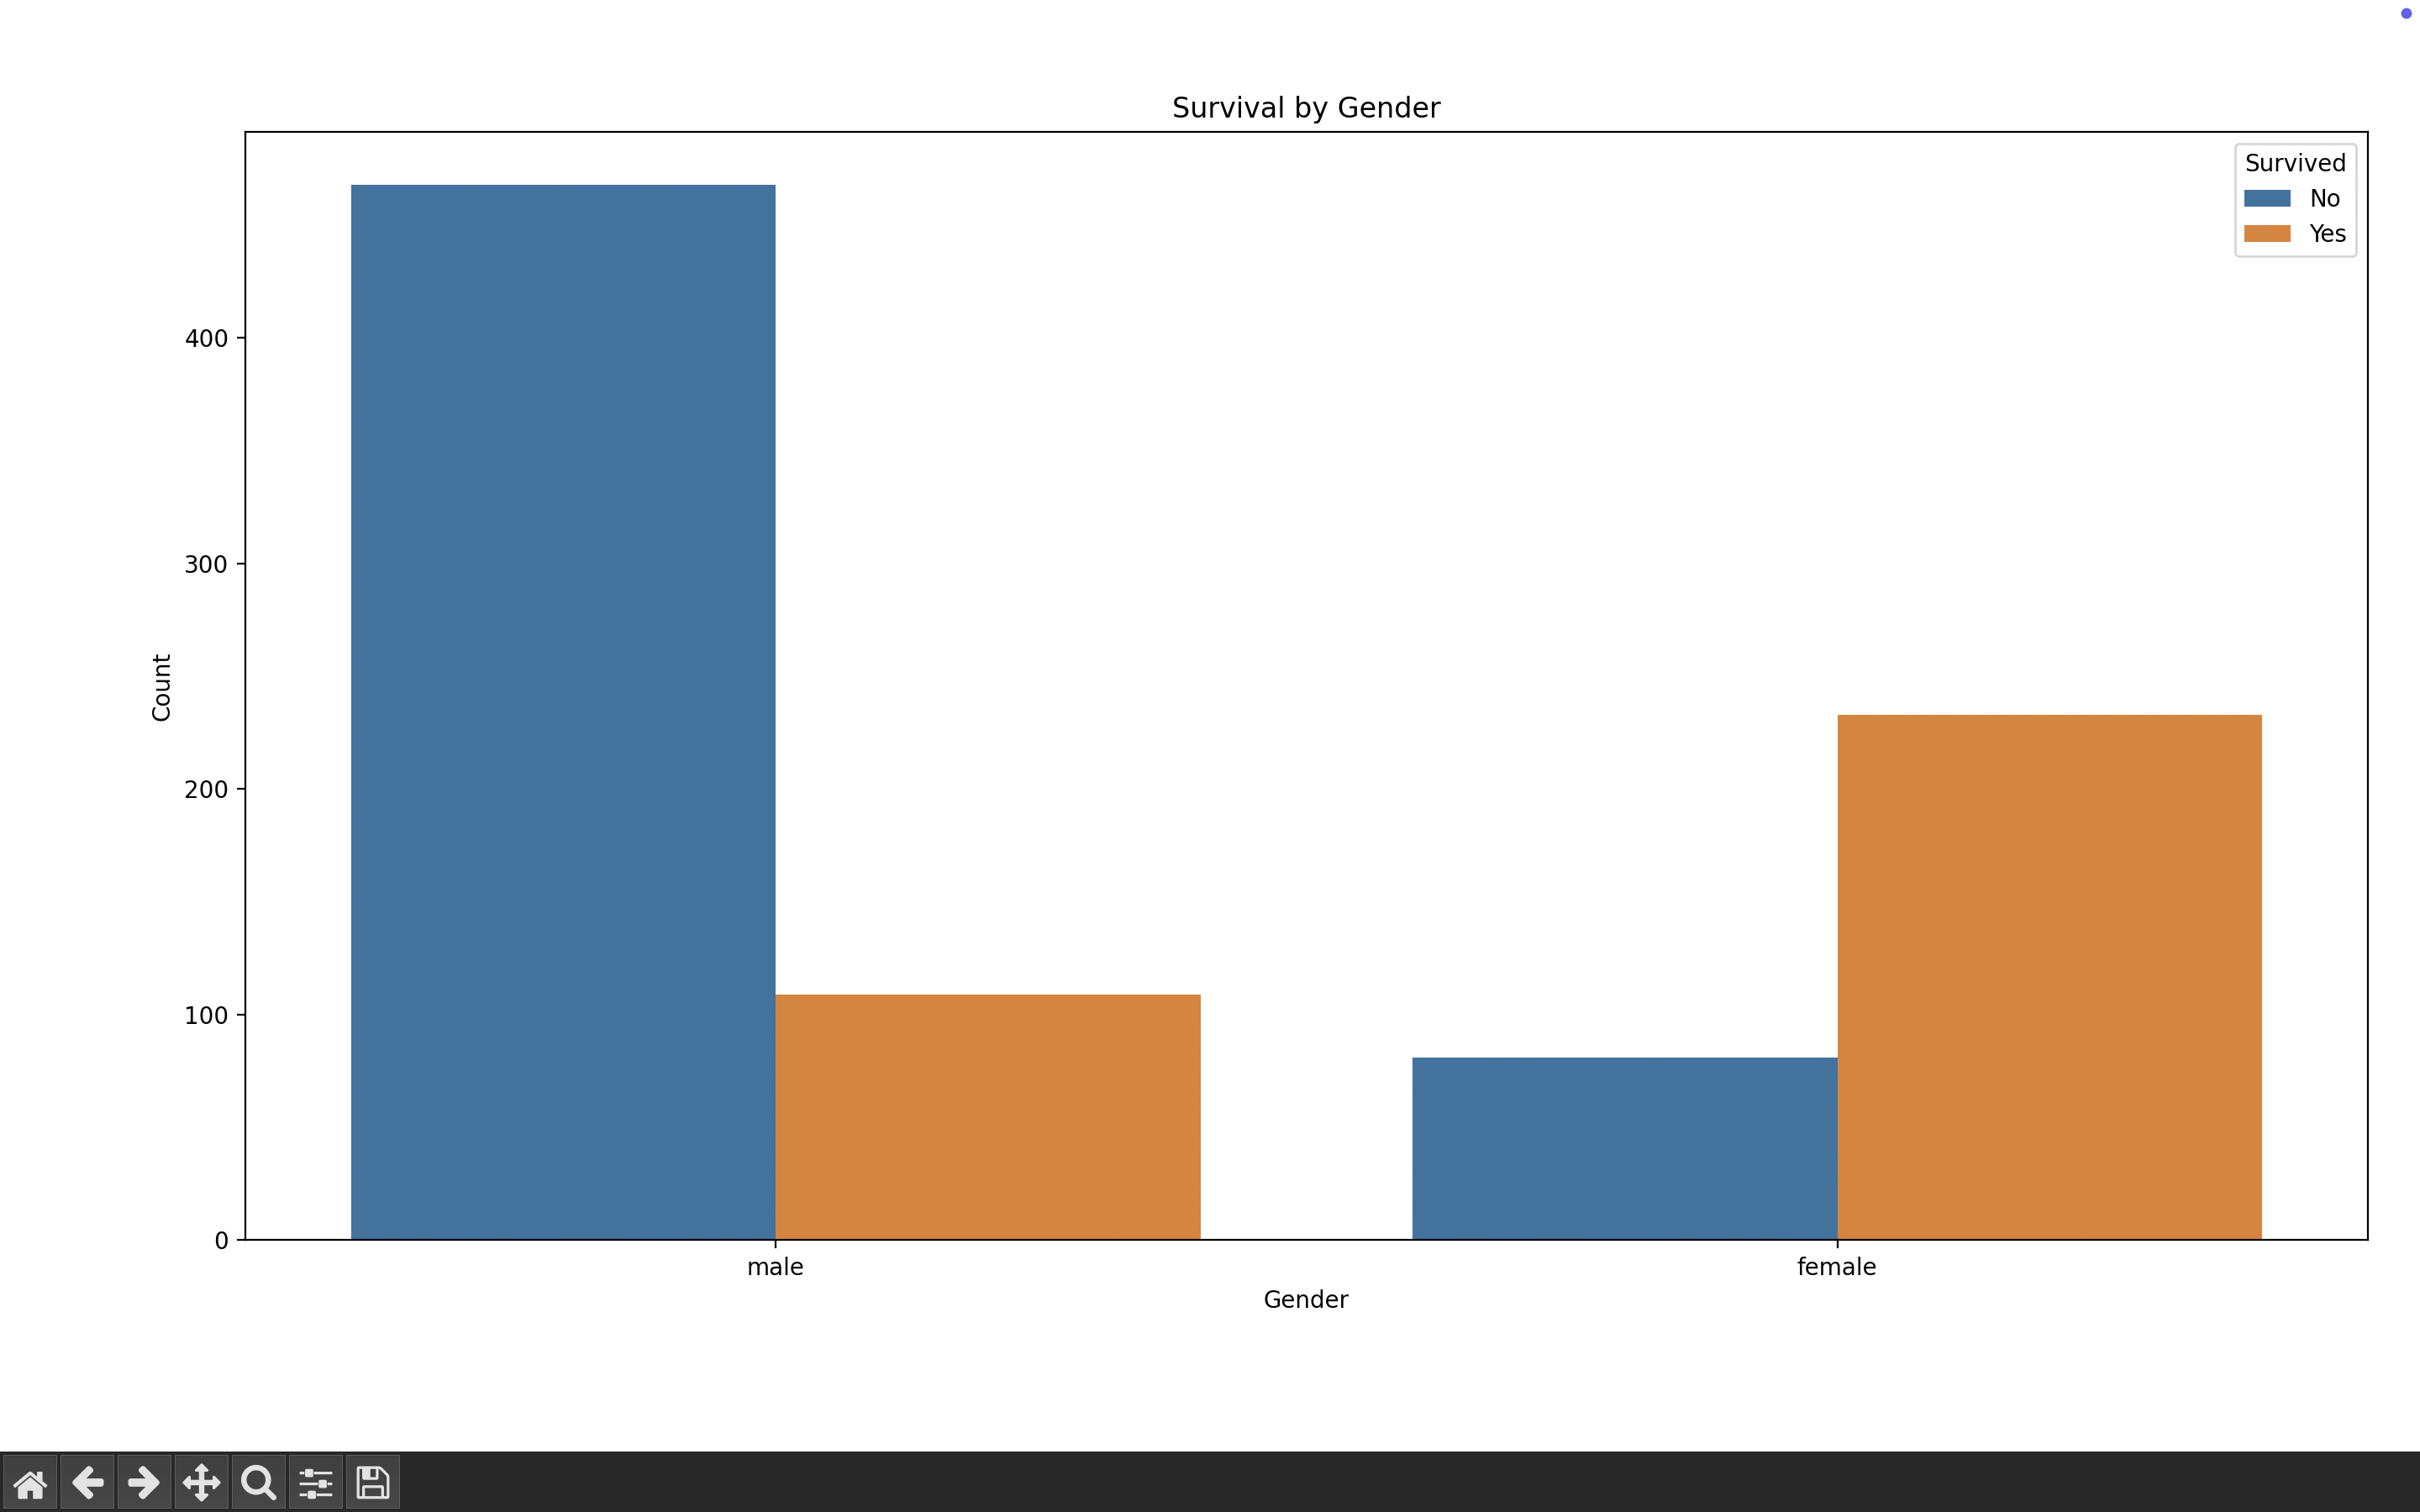 Survival by Gender
Survived
No
Yes
400
300
200
100
0
Count
male
female
Gender